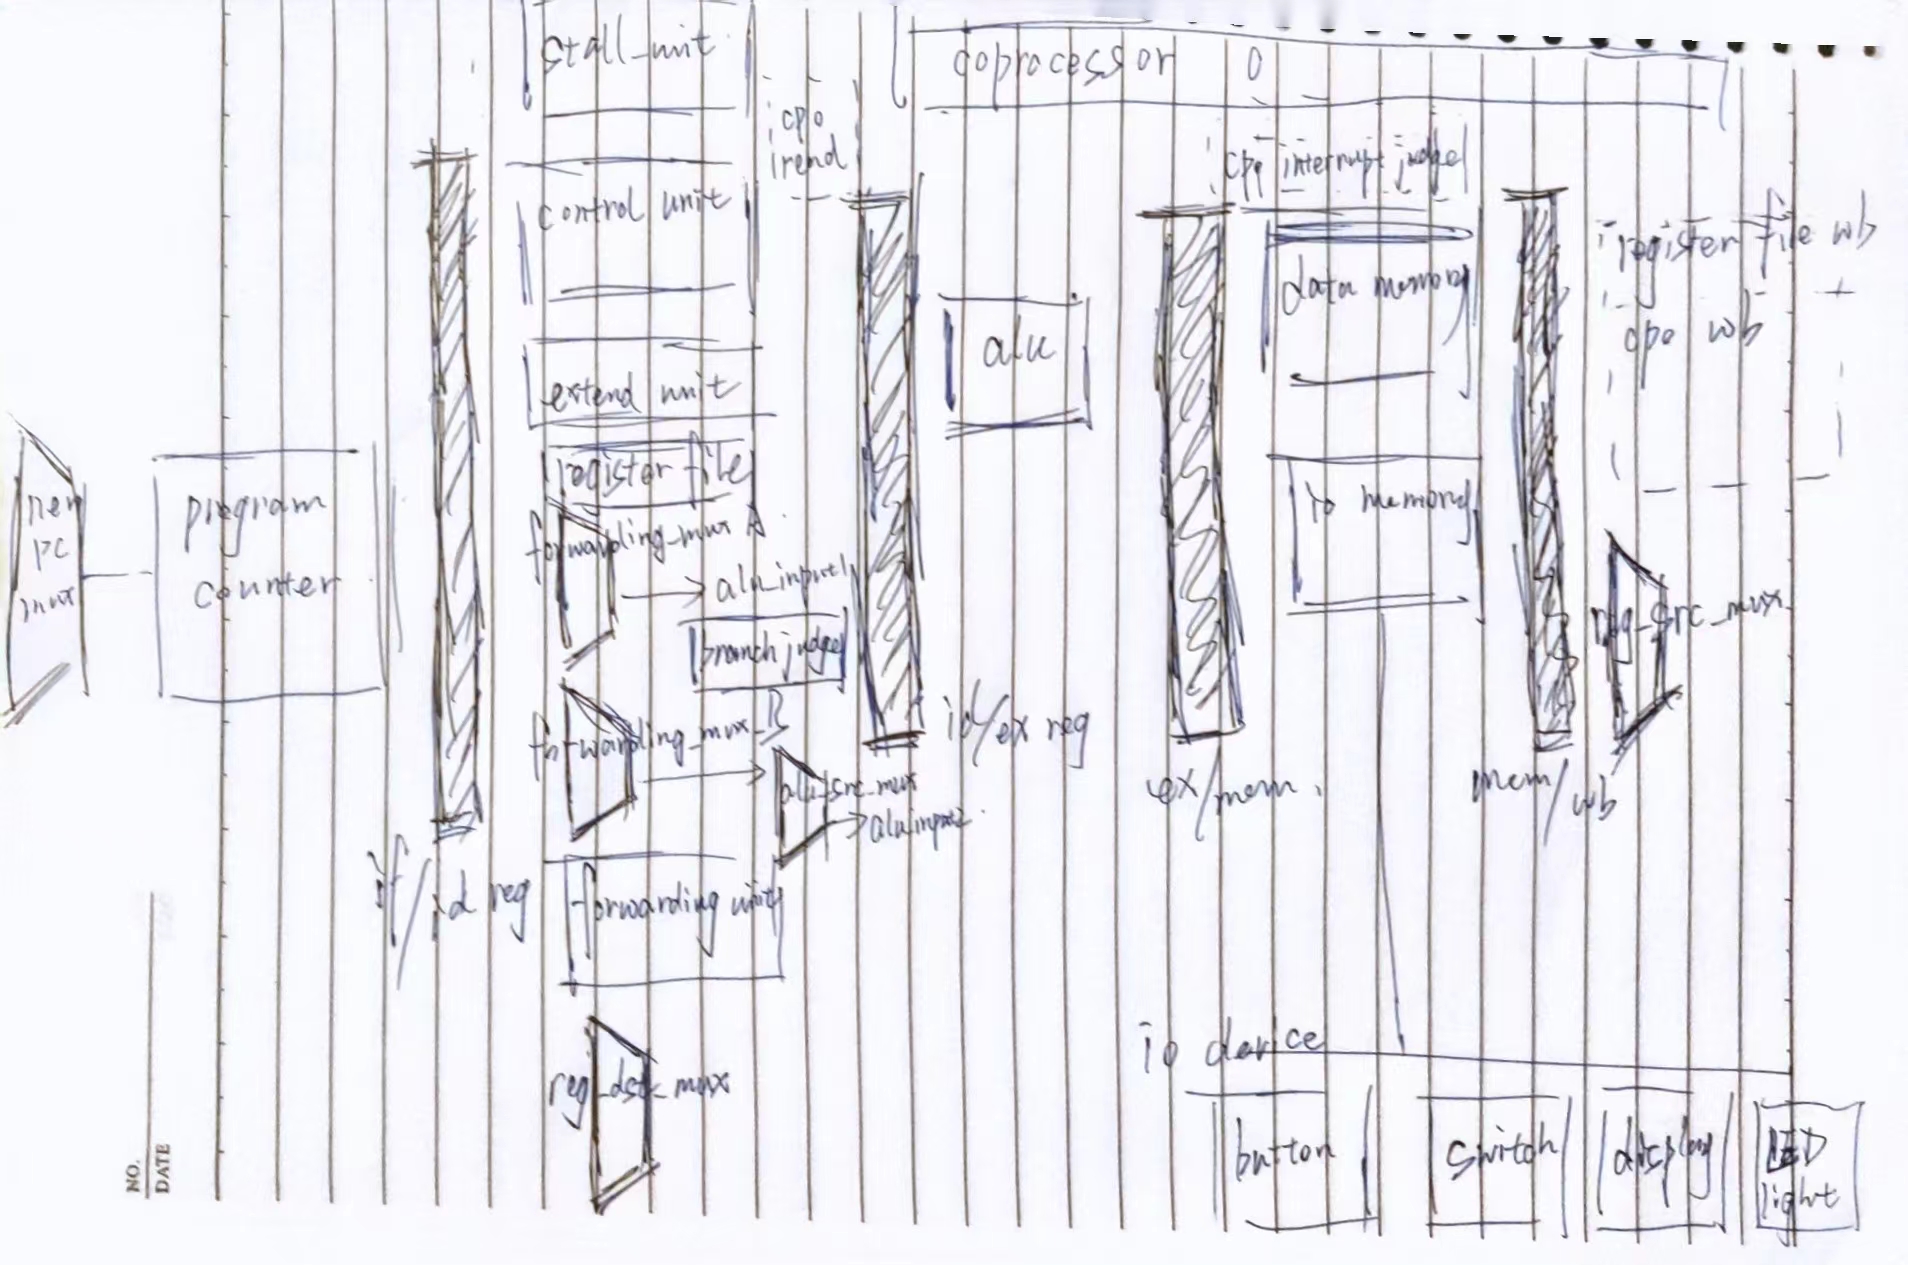 stall_unit
coprocessor 0
cp0
read
cp0 interrupt judge
control unit
register file wb
data memory
cp0 wb
alu
extend unit
register file
new
pc
mux
program
counter
io memory
forwarding_mux A
alu_input1
reg_src_mux
branch judge
forwarding_mux_B
id/ex reg
alu_src_mux
alu input2
ex/mem
mem/wb
if/id reg
forwarding unit
io device
reg_dst_mux
button
switch
display
LED
light
NO.
DATE